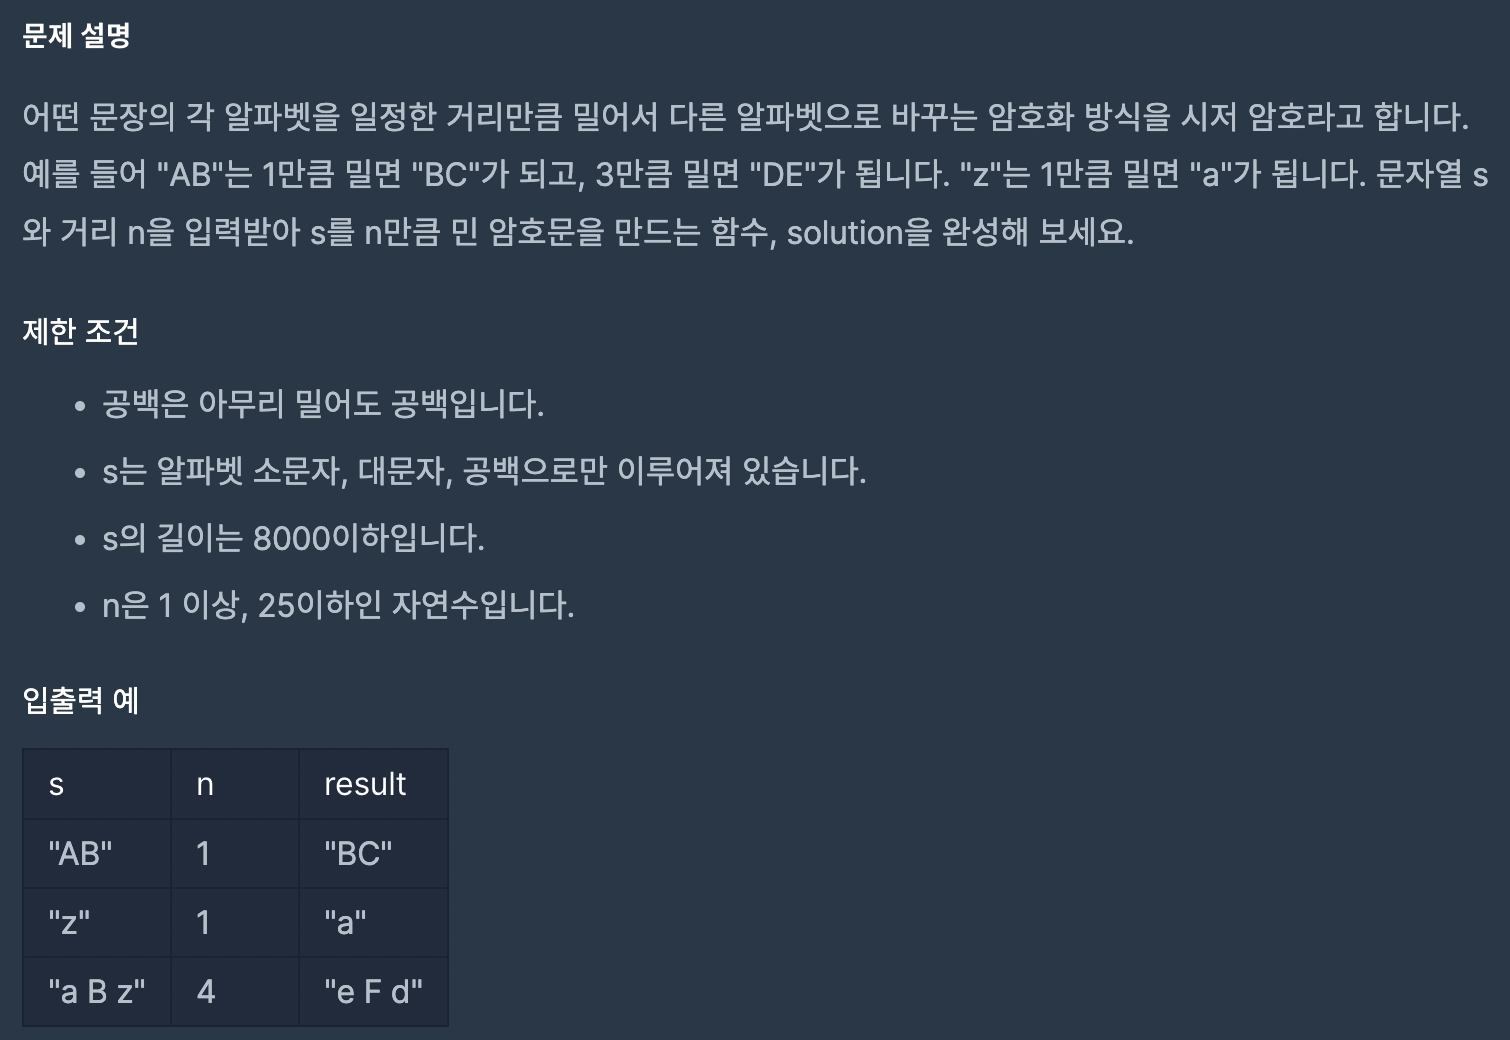 문제 설명
어떤 문장의 각 알파벳을 일정한 거리만큼 밀어서 다른 알파벳으로 바꾸는 암호화 방식을 시저 암호라고 합니다.
예를 들어 "AB"는 1만큼 밀면 "BC"가 되고, 3만큼 밀면 "DE"가 됩니다. "z"는 1만큼 밀면 "a"가 됩니다. 문자열 s
와 거리 n을 입력받아 s를 n만큼 민 암호문을 만드는 함수, solution을 완성해 보세요.
제한 조건
• 공백은 아무리 밀어도 공백입니다.
• s는 알파벳 소문자, 대문자, 공백으로만 이루어져 있습니다.
• s의 길이는 8000이하입니다.
• n은 1 이상, 25이하인 자연수입니다.
입출력 예
s n result
"AB" 1 "BC"
"z" 1 "a"
"a B z" 4 "e F d"